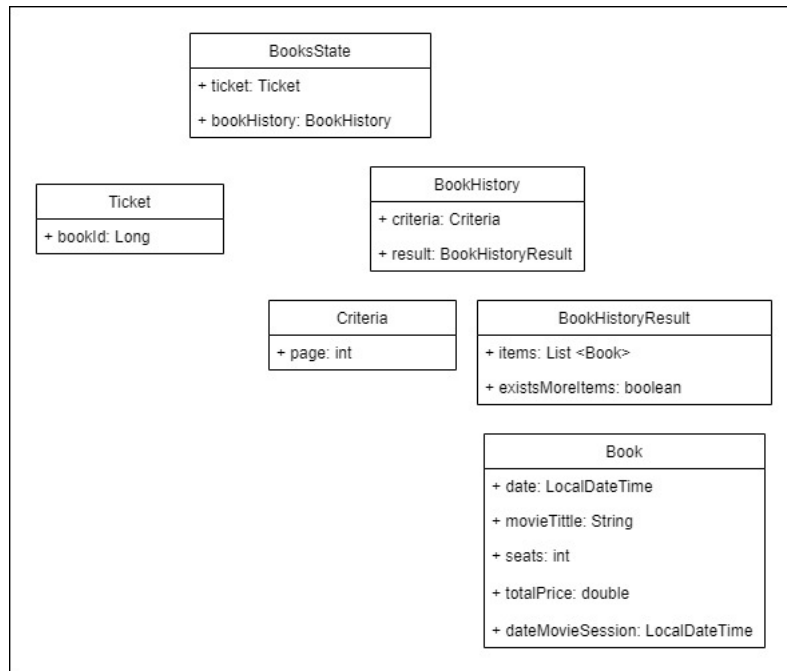 BooksState
+ ticket: Ticket
+ bookHistory: BookHistory
Ticket
+ bookId: Long
BookHistory
+ criteria: Criteria
+ result: BookHistoryResult
Criteria
+ page: int
BookHistoryResult
+ items: List <Book>
+ existsMoreItems: boolean
Book
+ date: LocalDateTime
+ movieTittle: String
+ seats: int
+ totalPrice: double
+ dateMovieSession: LocalDateTime